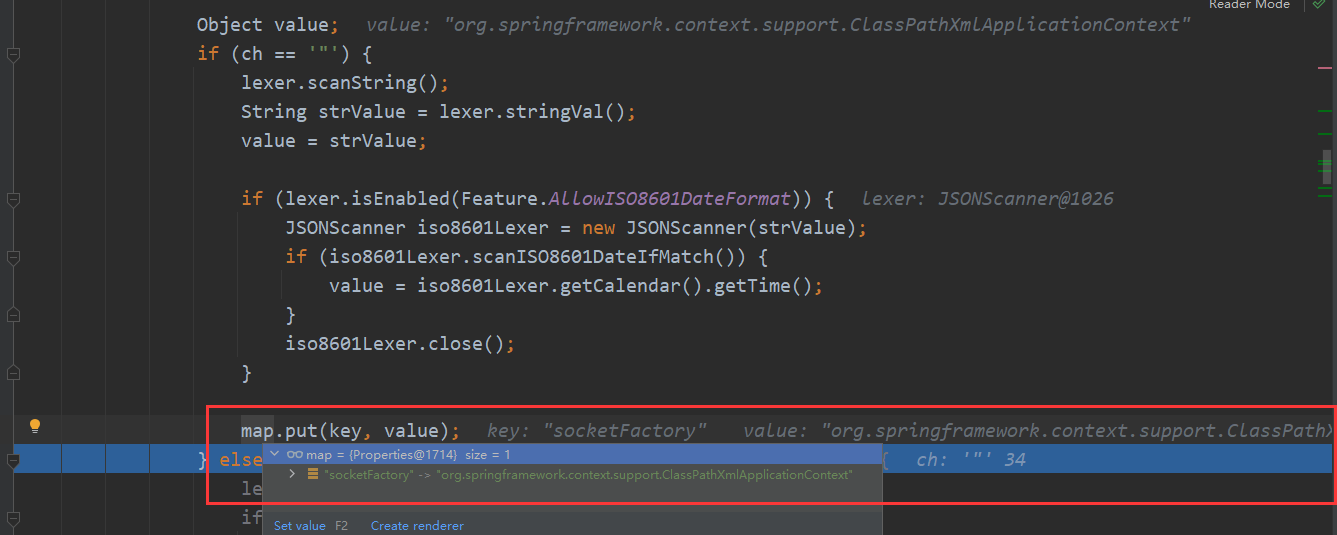 Reader Mode
Object value;  value: "org.springframework.context.support.ClassPathXmlApplicationContext"
if (ch == '"') {
lexer.scanString();
String strValue = lexer.stringVal();
value = strValue;
if (lexer.isEnabled(Feature.AllowISO8601DateFormat)) {  lexer: JSONScanner@1026
JSONScanner iso8601Lexer = new JSONScanner(strValue);
if (iso8601Lexer.scanISO8601DateIfMatch()) {
value = iso8601Lexer.getCalendar().getTime();
}
iso8601Lexer.close();
}
map.put(key, value);  key: "socketFactory"  value: "org.springframework.context.support.ClassPathX
map = {Properties@1714} size = 1
} else { ch: '"' 34
"socketFactory" -> "org.springframework.context.support.ClassPathXmlApplicationContext"
le
if
Set value F2 Create renderer